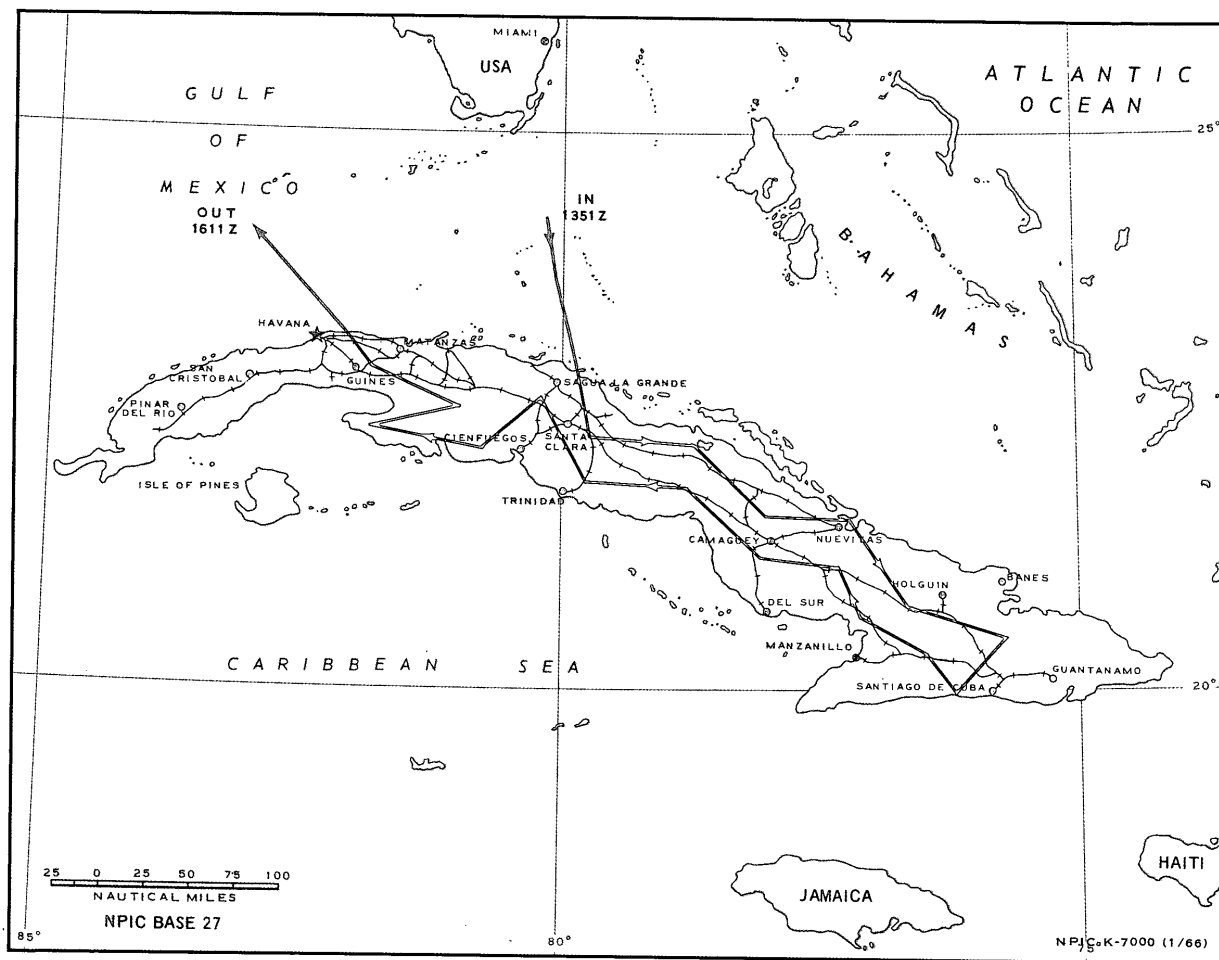 MIAMI
USA
GULF
OF
MEXICO
ATLANTIC
OCEAN
25°
OUT
1611 Z
IN
1351 Z
BAHAMAS
HAVANA
MATANZAS
SAN
CRISTOBAL
GUINES
SAGUA LA GRANDE
PINAR
DEL RIO
CIENFUEGOS
SANTA
CLARA
ISLE OF PINES
TRINIDAD
CAMAGUEY
NUEVITAS
HOLGUIN
BANES
DEL SUR
MANZANILLO
CARIBBEAN SEA
GUANTANAMO
SANTIAGO DE CUBA
20°
25 0 25 50 75 100
NAUTICAL MILES
NPIC BASE 27
JAMAICA
HAITI
85°
80°
75°
NPIC K-7000 (1/66)